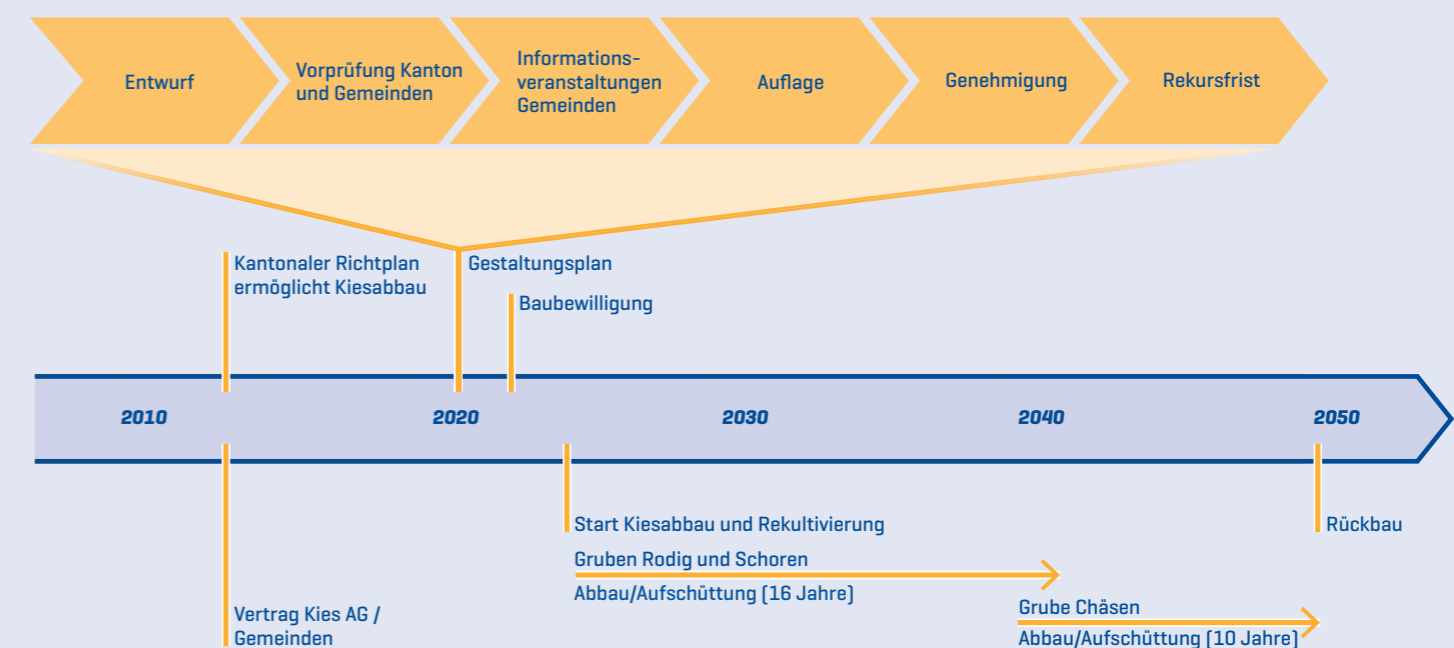 Entwurf
Vorprüfung Kanton
und Gemeinden
Informations-
veranstaltungen
Gemeinden
Auflage
Genehmigung
Rekursfrist
Kantonaler Richtplan
ermöglicht Kiesabbau
Gestaltungsplan
Baubewilligung
2010
2020
2030
2040
2050
Start Kiesabbau und Rekultivierung
Rückbau
Gruben Rodig und Schoren
Abbau/Aufschüttung (16 Jahre)
Vertrag Kies AG /
Gemeinden
Grube Chäsen
Abbau/Aufschüttung (10 Jahre)